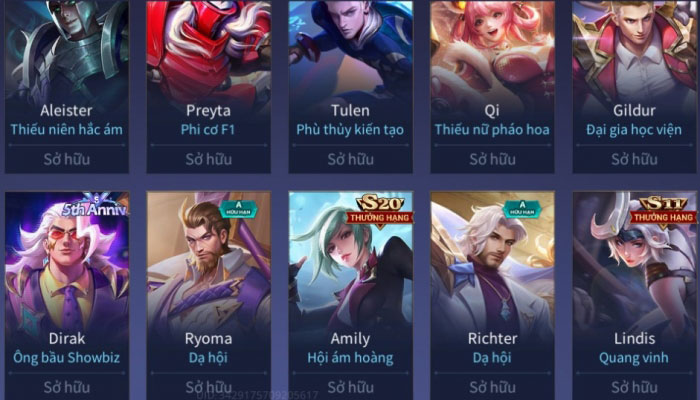 Aleister
Thiếu niên hắc ám
Sở hữu
Preyta
Phi cơ F1
Sở hữu
Tulen
Phù thủy kiến tạo
Sở hữu
Qi
Thiếu nữ pháo hoa
Sở hữu
Gildur
Đại gia học viện
Sở hữu
5th Anniv
Dirak
Ông bầu Showbiz
Sở hữu
A
HỮU HẠN
Ryoma
Dạ hội
Sở hữu
S20
THƯỞNG HẠNG
Amily
Hội ám hoàng
Sở hữu
A
HỮU HẠN
Richter
Dạ hội
Sở hữu
S11
THƯỞNG HẠNG
Lindis
Quang vinh
Sở hữu